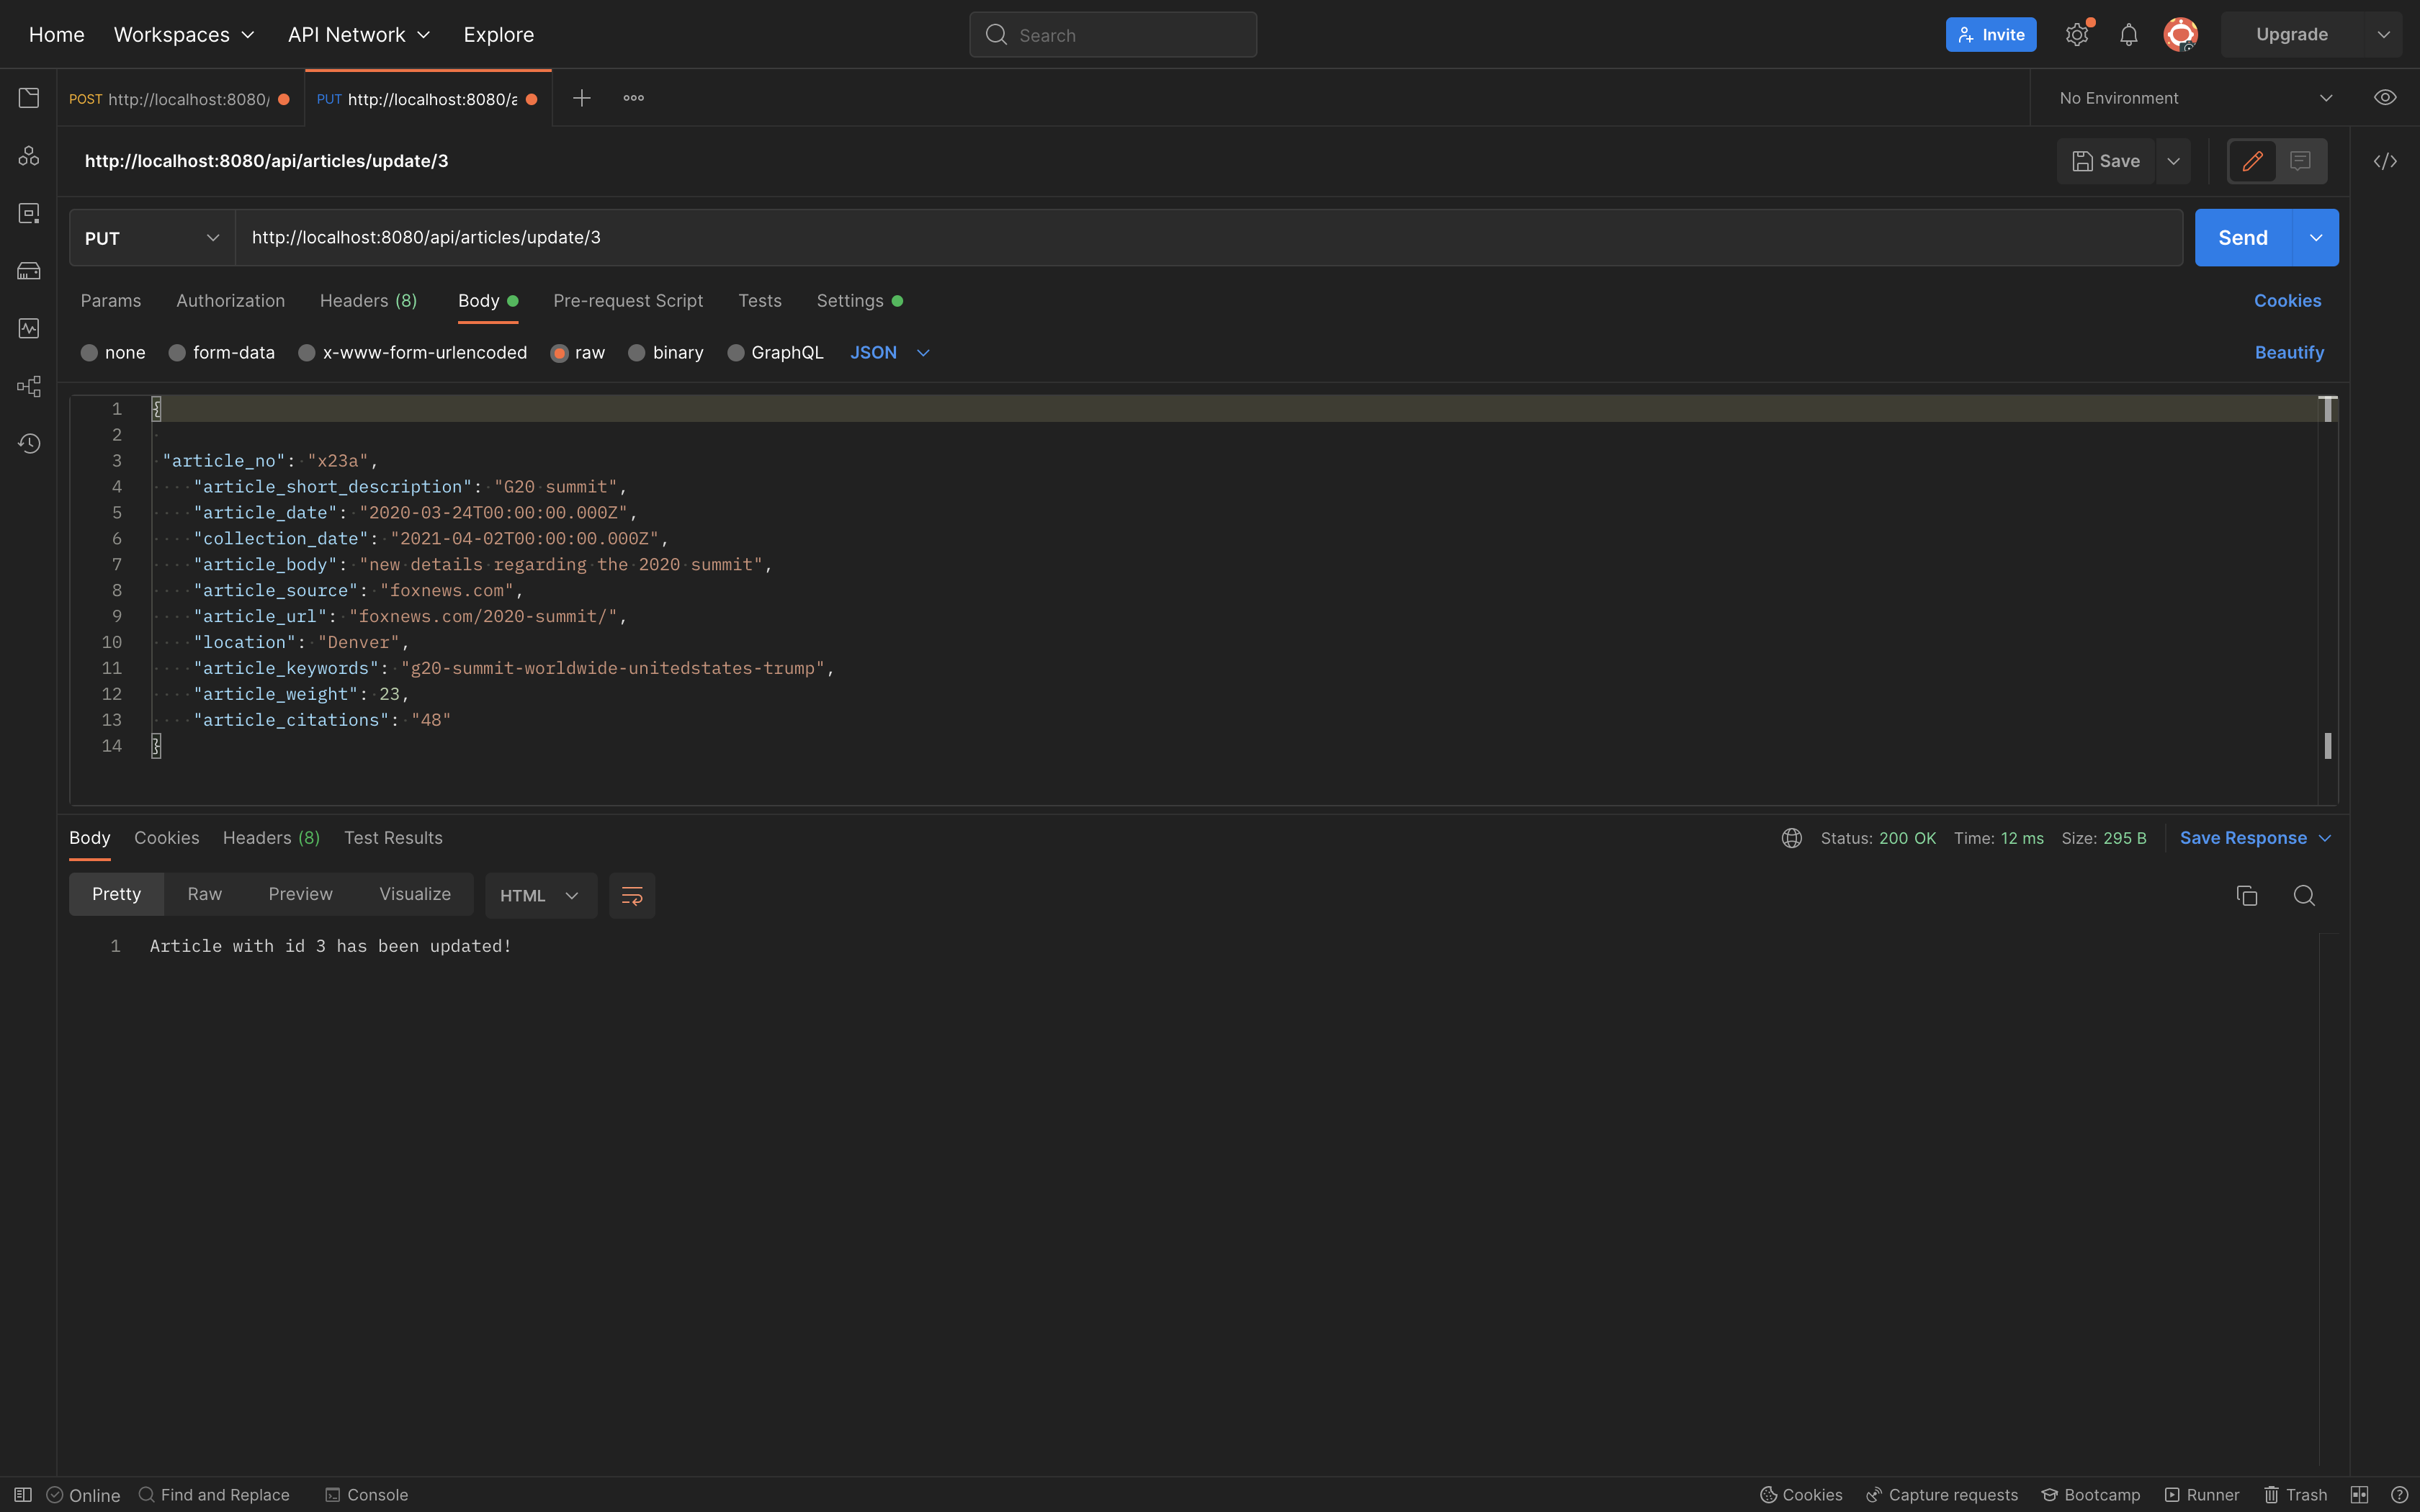 Home Workspaces API Network Explore Search Invite Upgrade
POST http://localhost:8080/ PUT http://localhost:8080/a No Environment
http://localhost:8080/api/articles/update/3 Save
PUT http://localhost:8080/api/articles/update/3 Send
Params Authorization Headers (8) Body Pre-request Script Tests Settings Cookies
none form-data x-www-form-urlencoded raw binary GraphQL JSON Beautify
1 {
2
3 "article_no": "x23a",
4 "article_short_description": "G20 summit",
5 "article_date": "2020-03-24T00:00:00.000Z",
6 "collection_date": "2021-04-02T00:00:00.000Z",
7 "article_body": "new details regarding the 2020 summit",
8 "article_source": "foxnews.com",
9 "article_url": "foxnews.com/2020-summit/",
10 "location": "Denver",
11 "article_keywords": "g20-summit-worldwide-unitedstates-trump",
12 "article_weight": 23,
13 "article_citations": "48"
14 }
Body Cookies Headers (8) Test Results Status: 200 OK Time: 12 ms Size: 295 B Save Response
Pretty Raw Preview Visualize HTML
1 Article with id 3 has been updated!
Online Find and Replace Console Cookies Capture requests Bootcamp Runner Trash